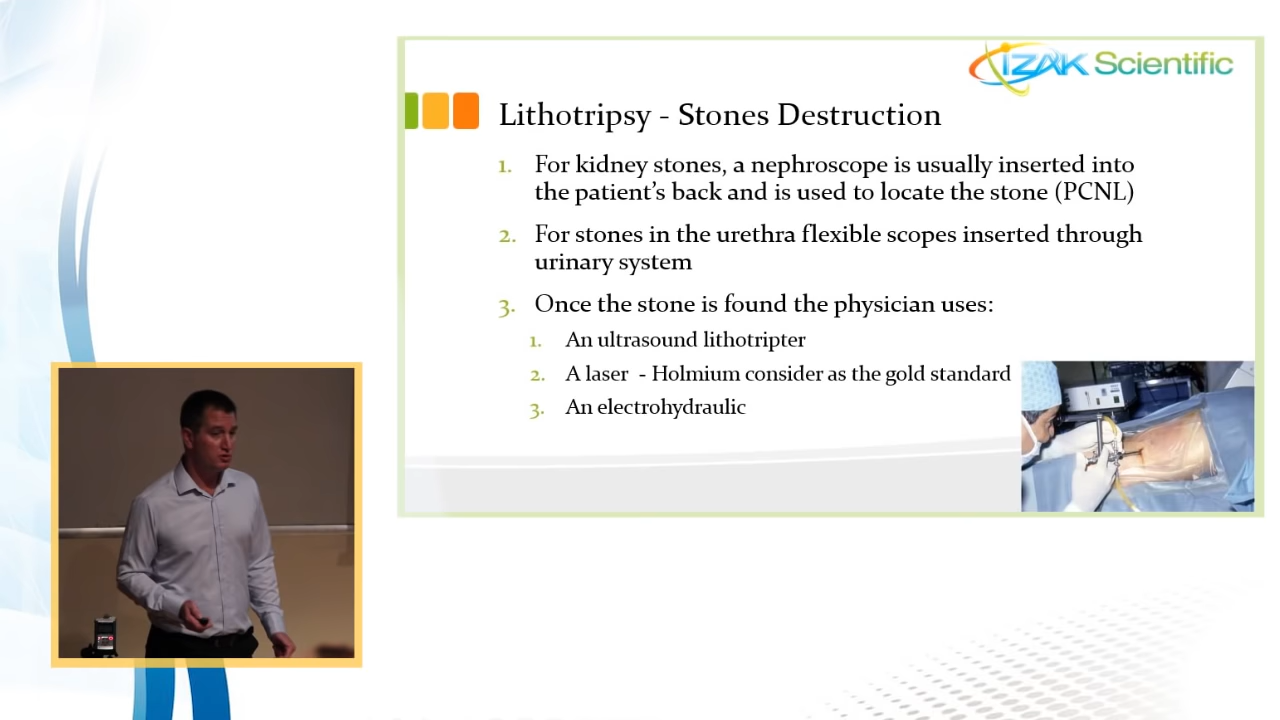 IZAK Scientific
Lithotripsy - Stones Destruction
1. For kidney stones, a nephroscope is usually inserted into
the patient's back and is used to locate the stone (PCNL)
2. For stones in the urethra flexible scopes inserted through
urinary system
3. Once the stone is found the physician uses:
1. An ultrasound lithotripter
2. A laser - Holmium consider as the gold standard
3. An electrohydraulic